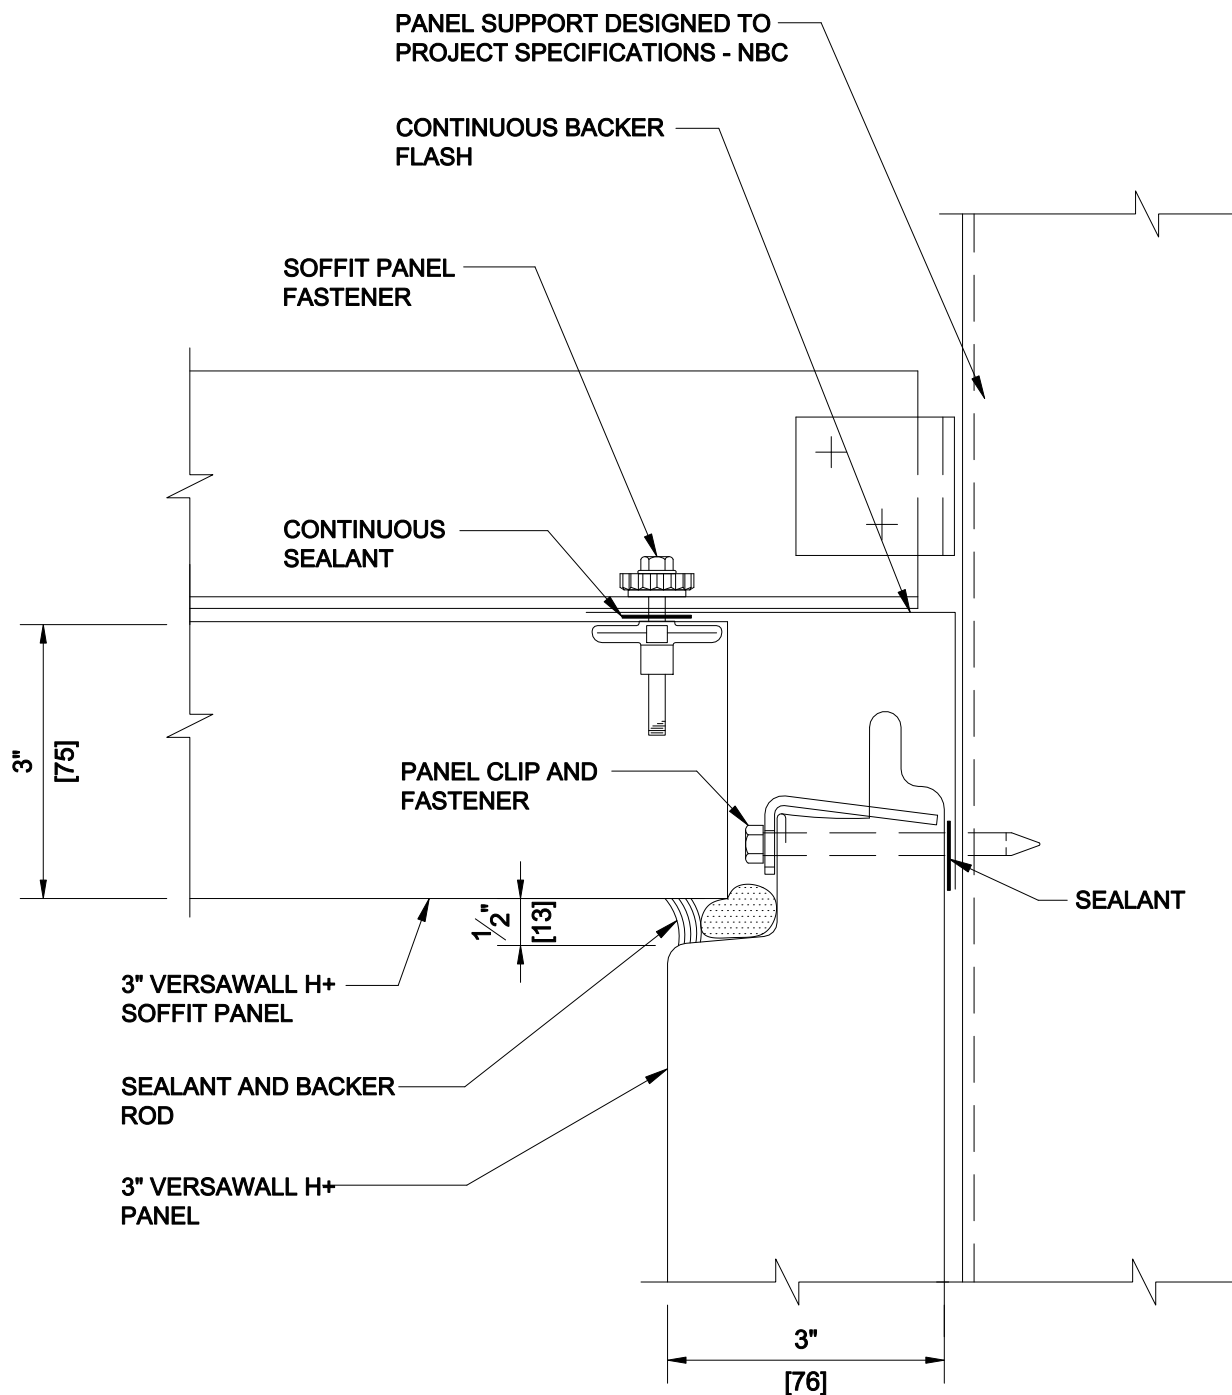 PANEL SUPPORT DESIGNED TO
PROJECT SPECIFICATIONS - NBC
CONTINUOUS BACKER
FLASH
SOFFIT PANEL
FASTENER
CONTINUOUS
SEALANT
3"
[75]
PANEL CLIP AND
FASTENER
SEALANT
1/2"
[13]
3" VERSAWALL H+
SOFFIT PANEL
SEALANT AND BACKER
ROD
3" VERSAWALL H+
PANEL
3"
[76]